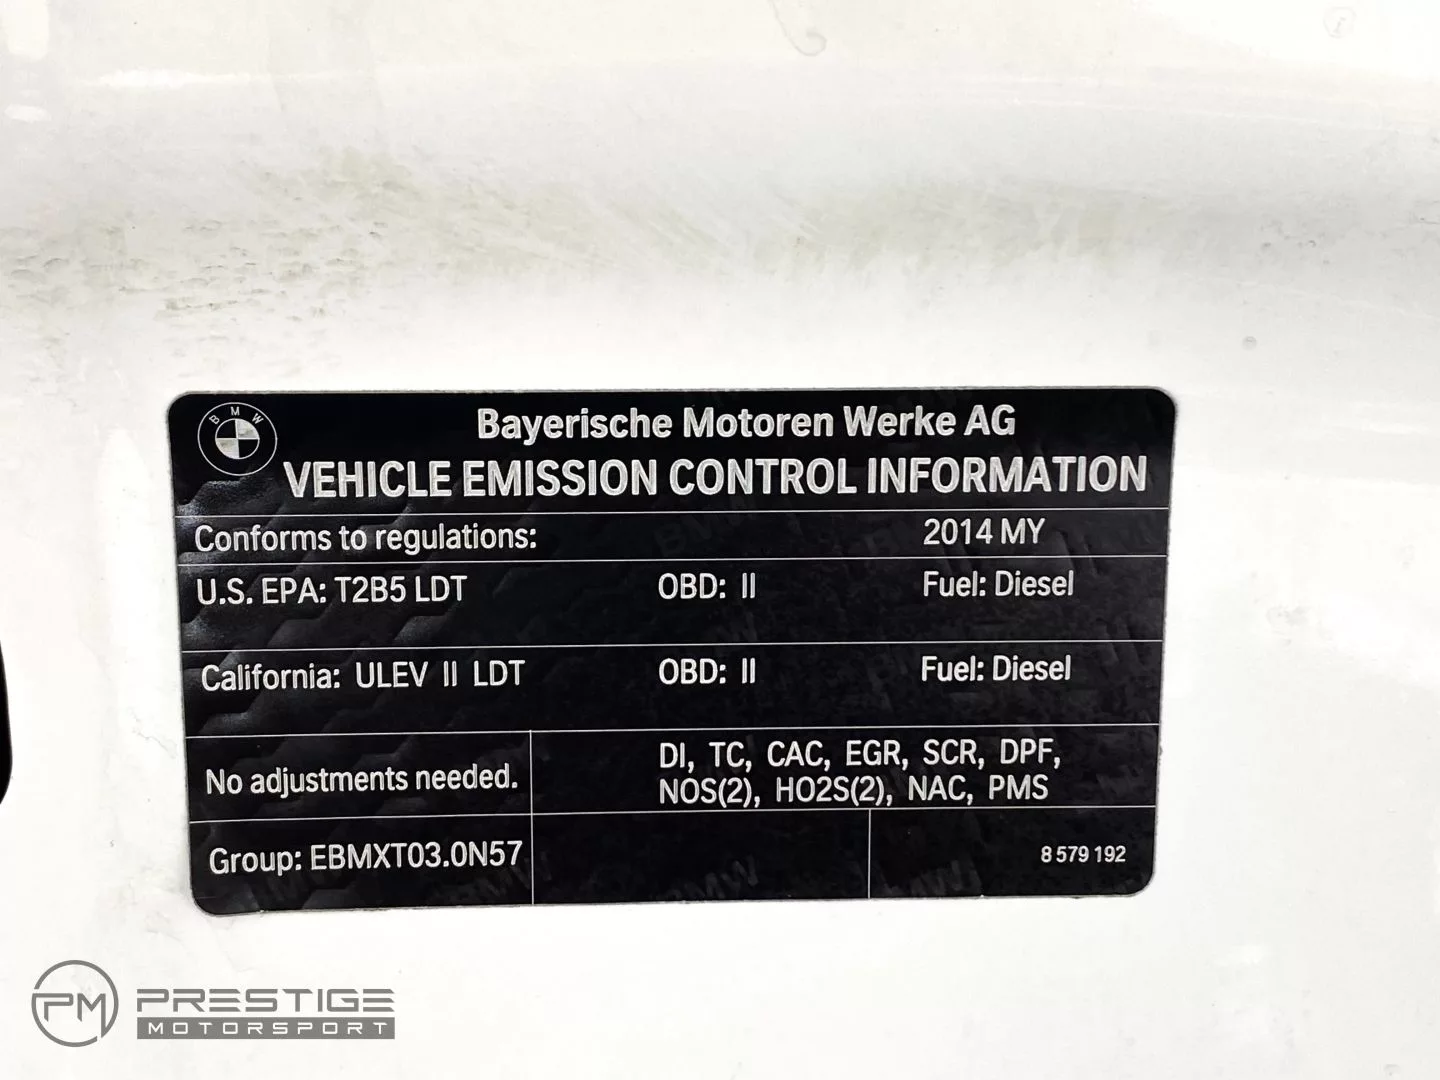 BMW
Bayerische Motoren Werke AG
VEHICLE EMISSION CONTROL INFORMATION
Conforms to regulations: 2014 MY
U.S. EPA: T2B5 LDT OBD: II Fuel: Diesel
California: ULEV II LDT OBD: II Fuel: Diesel
No adjustments needed.
DI, TC, CAC, EGR, SCR, DPF,
NOS(2), HO2S(2), NAC, PMS
Group: EBMXT03.0N57
8 579 192
PM
PRESTIGE
MOTORSPORT